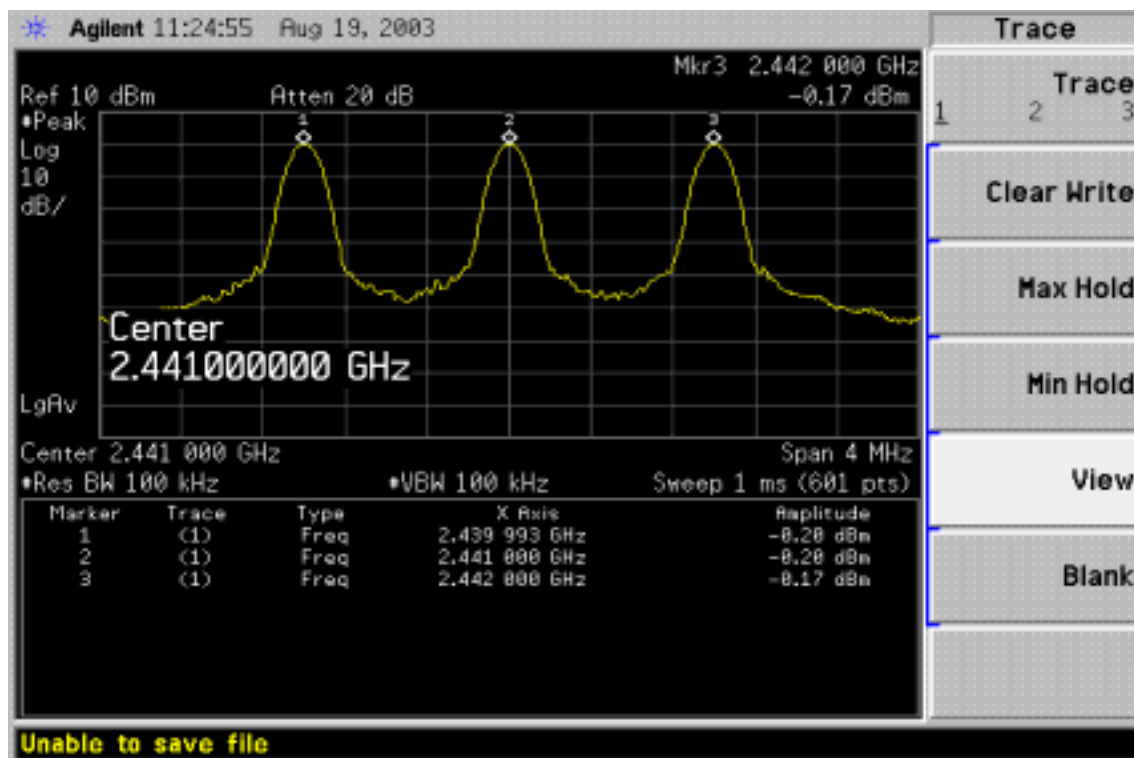 Agilent 11:24:55 Aug 19, 2003
Trace
Mkr3 2.442 000 GHz
Ref 10 dBm Atten 20 dB -0.17 dBm
Peak
Log
10
dB/
1 2 3
Center
2.441000000 GHz
LgAv
Center 2.441 000 GHz Span 4 MHz
Res BW 100 kHz VBW 100 kHz Sweep 1 ms (601 pts)
Marker Trace Type X Axis Amplitude
1 (1) Freq 2.439 993 GHz -0.20 dBm
2 (1) Freq 2.441 000 GHz -0.20 dBm
3 (1) Freq 2.442 000 GHz -0.17 dBm
Unable to save file
Trace
1 2 3
Clear Write
Max Hold
Min Hold
View
Blank